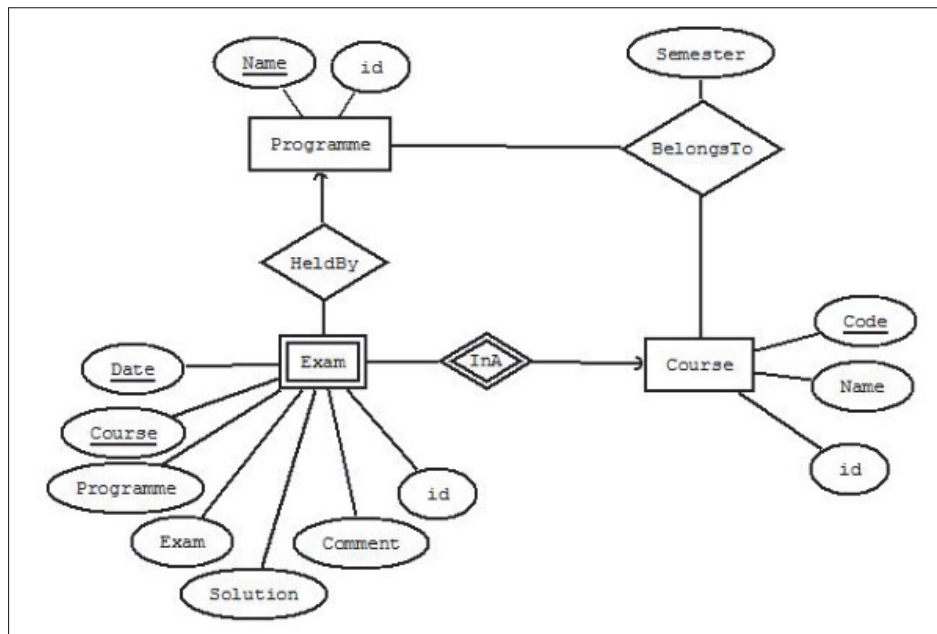 Name
id
Semester
Programme
BelongsTo
HeldBy
Date
Exam
InA
Course
Code
Name
id
Course
Programme
Exam
Solution
Comment
id